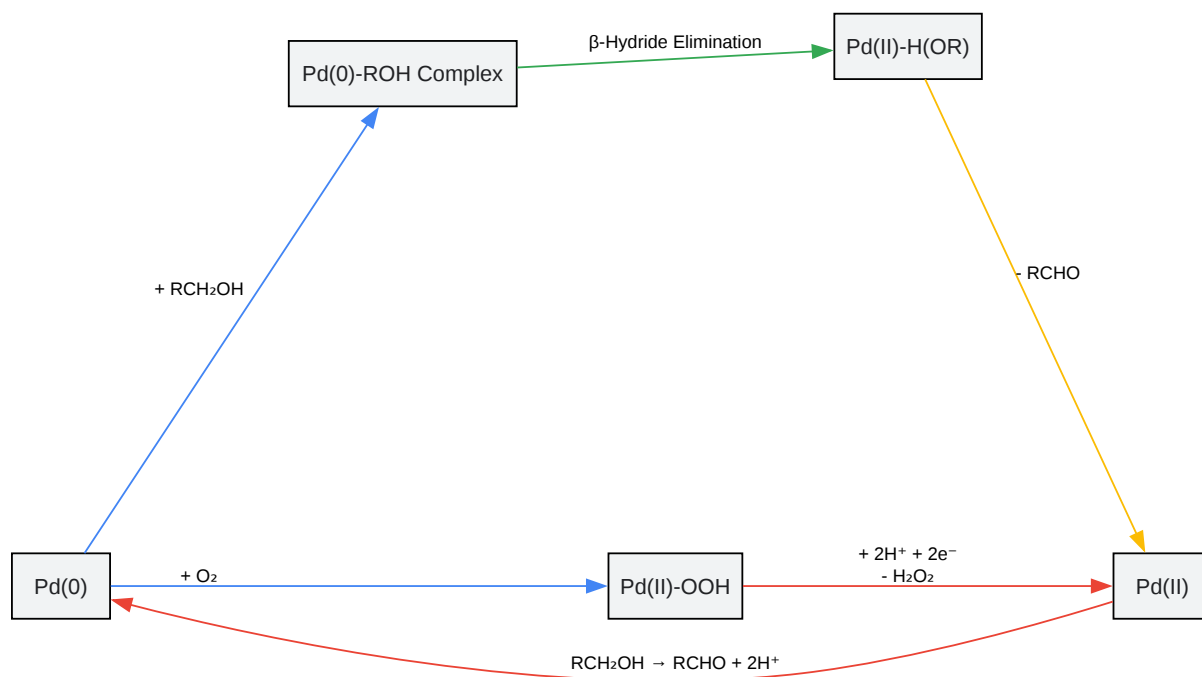 β-Hydride Elimination
Pd(II)-H(OR)
Pd(0)-ROH Complex
+ RCH₂OH
- RCHO
+ 2H⁺ + 2e⁻
- H₂O₂
+ O₂
Pd(0)
Pd(II)-OOH
Pd(II)
RCH₂OH → RCHO + 2H⁺